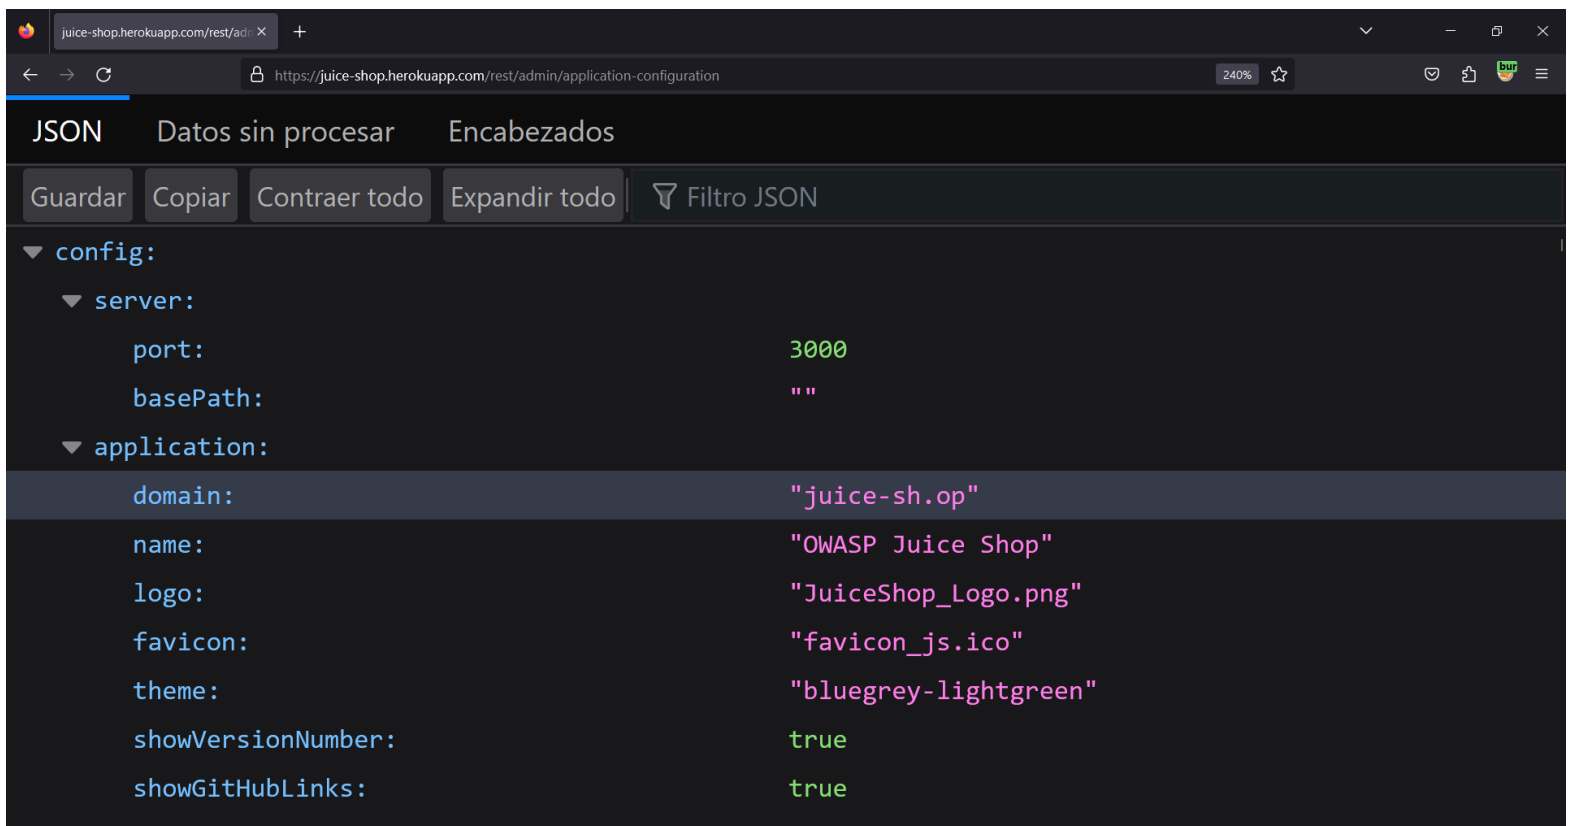 juice-shop.herokuapp.com/rest/adn
https://juice-shop.herokuapp.com/rest/admin/application-configuration 240% bur
JSON Datos sin procesar Encabezados
Guardar Copiar Contraer todo Expandir todo Filtro JSON
config:
server:
port: 3000
basePath: ""
application:
domain: "juice-sh.op"
name: "OWASP Juice Shop"
logo: "JuiceShop_Logo.png"
favicon: "favicon_js.ico"
theme: "bluegrey-lightgreen"
showVersionNumber: true
showGitHubLinks: true